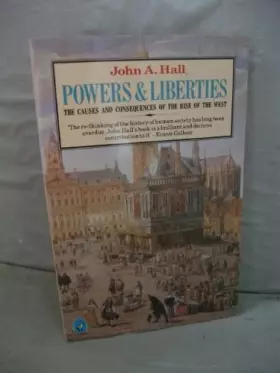 John A. Hall
POWERS & LIBERTIES
THE CAUSES AND CONSEQUENCES OF THE RISE OF THE WEST
'The re-thinking of the history of human society has long been
overdue. John Hall's book is a brilliant and decisive
contribution to it' - Ernest Gellner